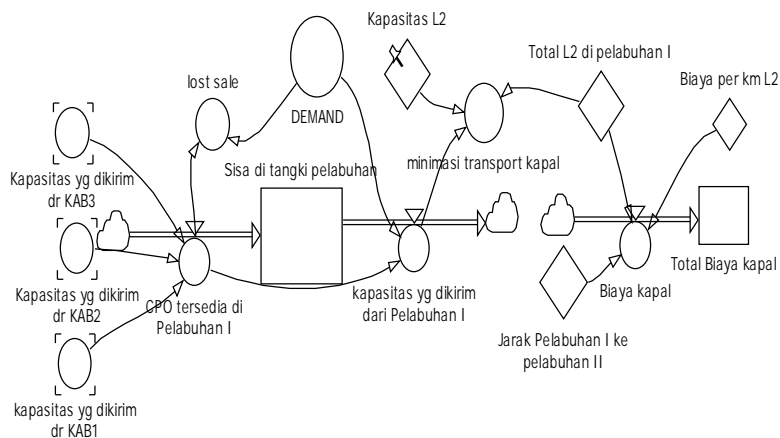 Kapasitas L2
Total L2 di pelabuhan I
Biaya per km L2
lost sale
DEMAND
minimasi transport kapal
Kapasitas yg dikirim
dr KAB3
Sisa di tangki pelabuhan
Kapasitas yg dikirim
dr KAB2
CPO tersedia di
Pelabuhan I
kapasitas yg dikirim
dari Pelabuhan I
Biaya kapal
Total Biaya kapal
Jarak Pelabuhan I ke
pelabuhan II
kapasitas yg dikirim
dr KAB1